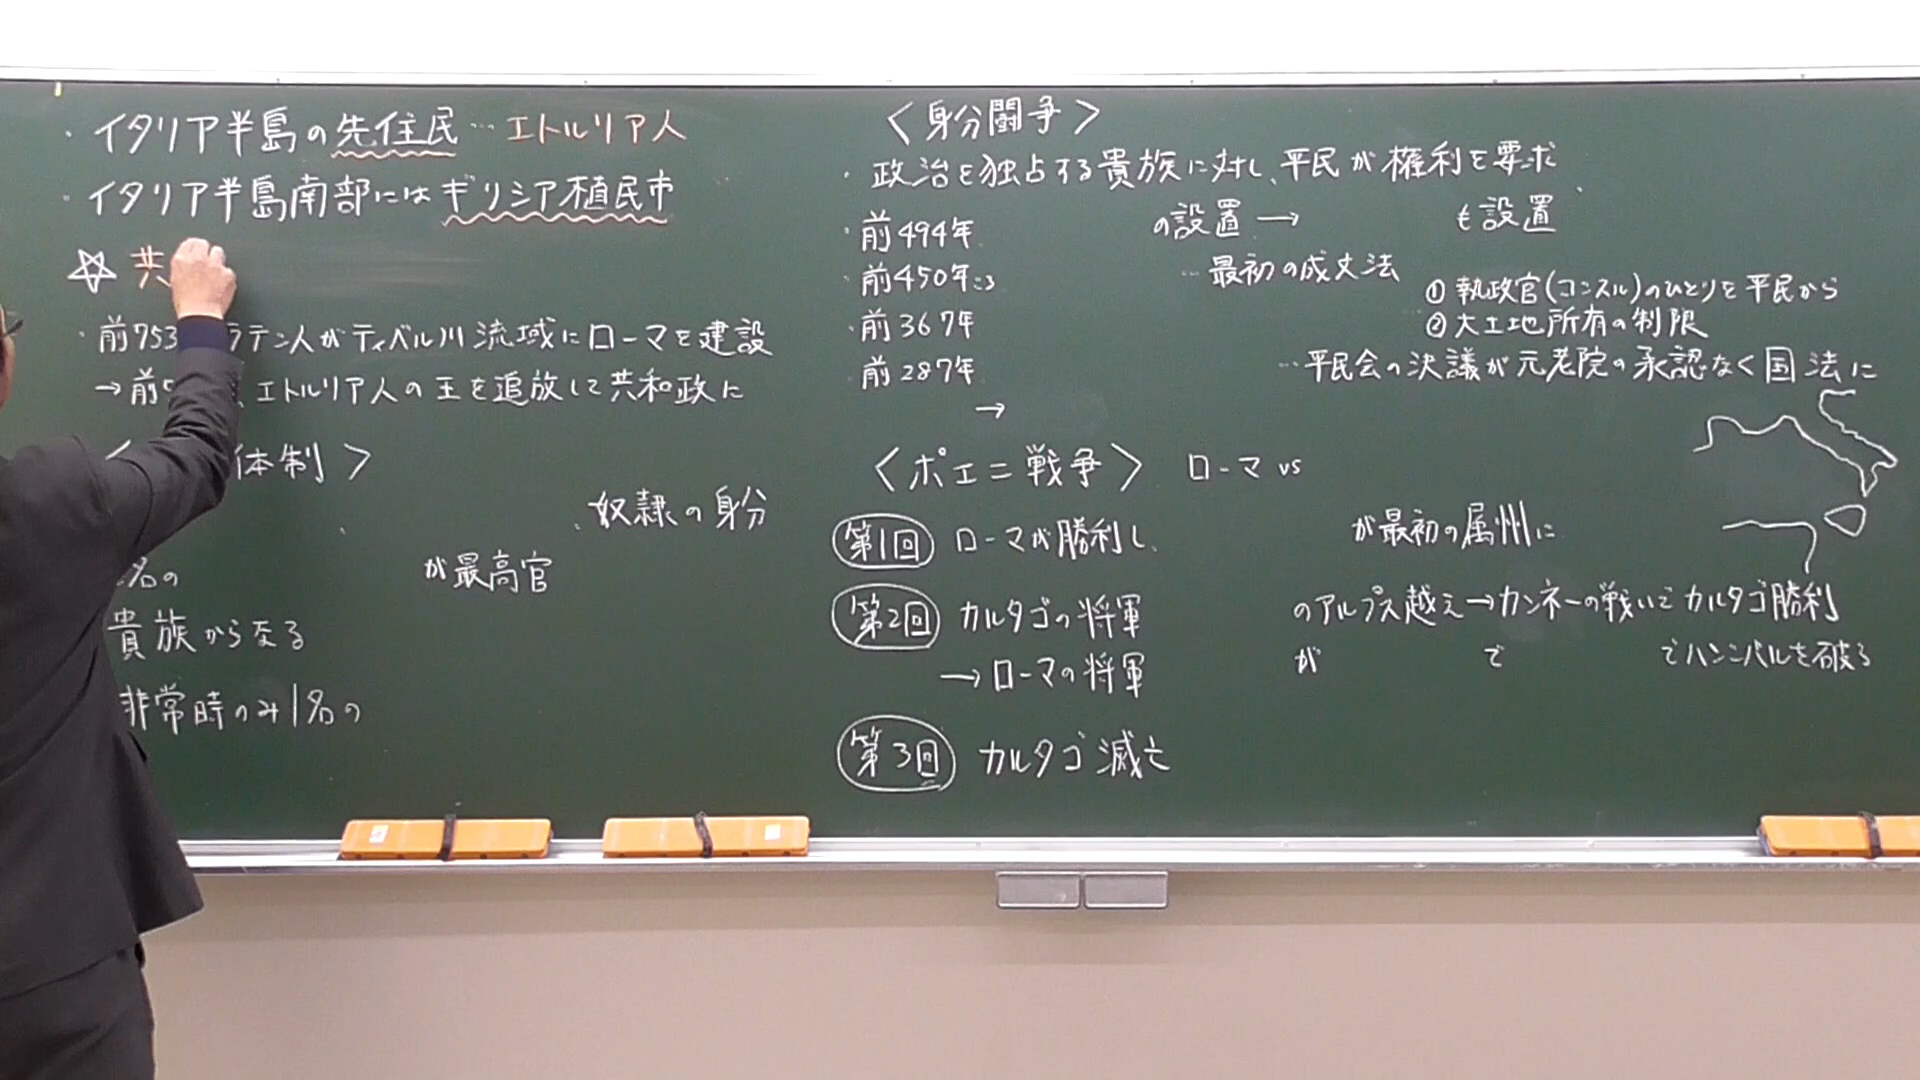 ・イタリア半島の先住民…エトルリア人
・イタリア半島南部にはギリシア植民市
☆ 共
・前753 ラテン人がティベル川流域にローマを建設
→前 エトルリア人の王を追放して共和政に
体制〉
奴隷の身分
名の が最高官
貴族から成る
非常時のみ1名の
〈身分闘争〉
・政治を独占する貴族に対し、平民が権利を要求
・前494年 の設置→ も設置
・前450年ころ …最初の成文法
・前367年 ①執政官(コンスル)のひとりを平民から
②大土地所有の制限
・前287年 …平民会の決議が元老院の承認なく国法に
→
〈ポエニ戦争〉 ローマvs
第1回 ローマが勝利し、 が最初の属州に
第2回 カルタゴの将軍 のアルプス越え→カンネーの戦いでカルタゴ勝利
→ローマの将軍 が で でハンニバルを破る
第3回 カルタゴ滅亡